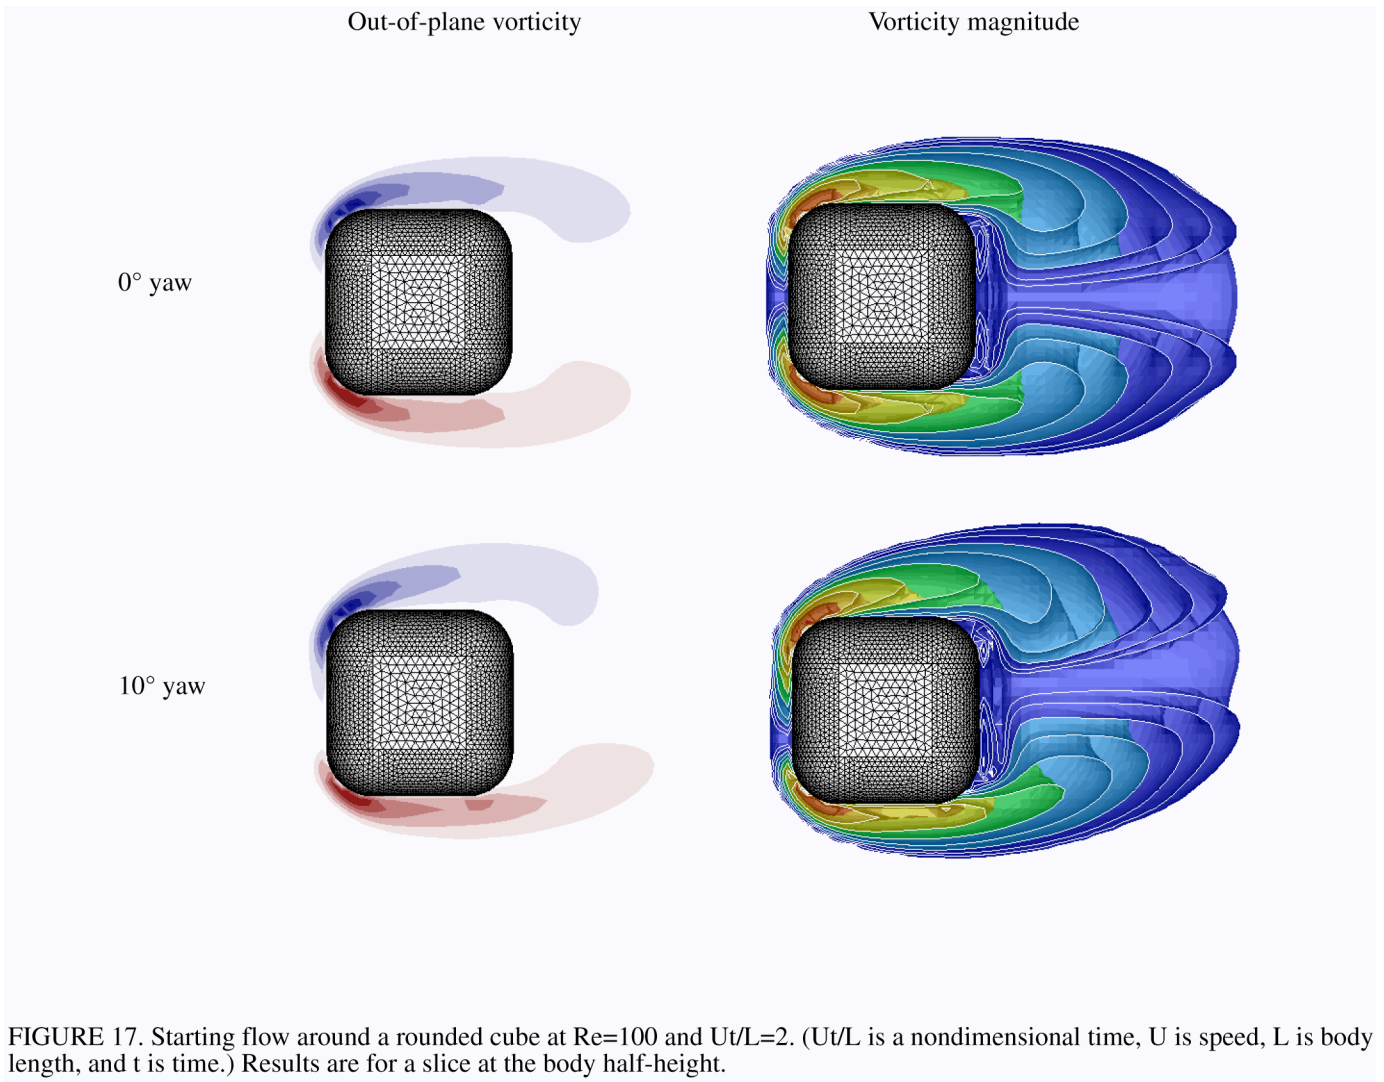 Out-of-plane vorticity
Vorticity magnitude
0° yaw
10° yaw
FIGURE 17. Starting flow around a rounded cube at Re=100 and Ut/L=2. (Ut/L is a nondimensional time, U is speed, L is body
length, and t is time.) Results are for a slice at the body half-height.